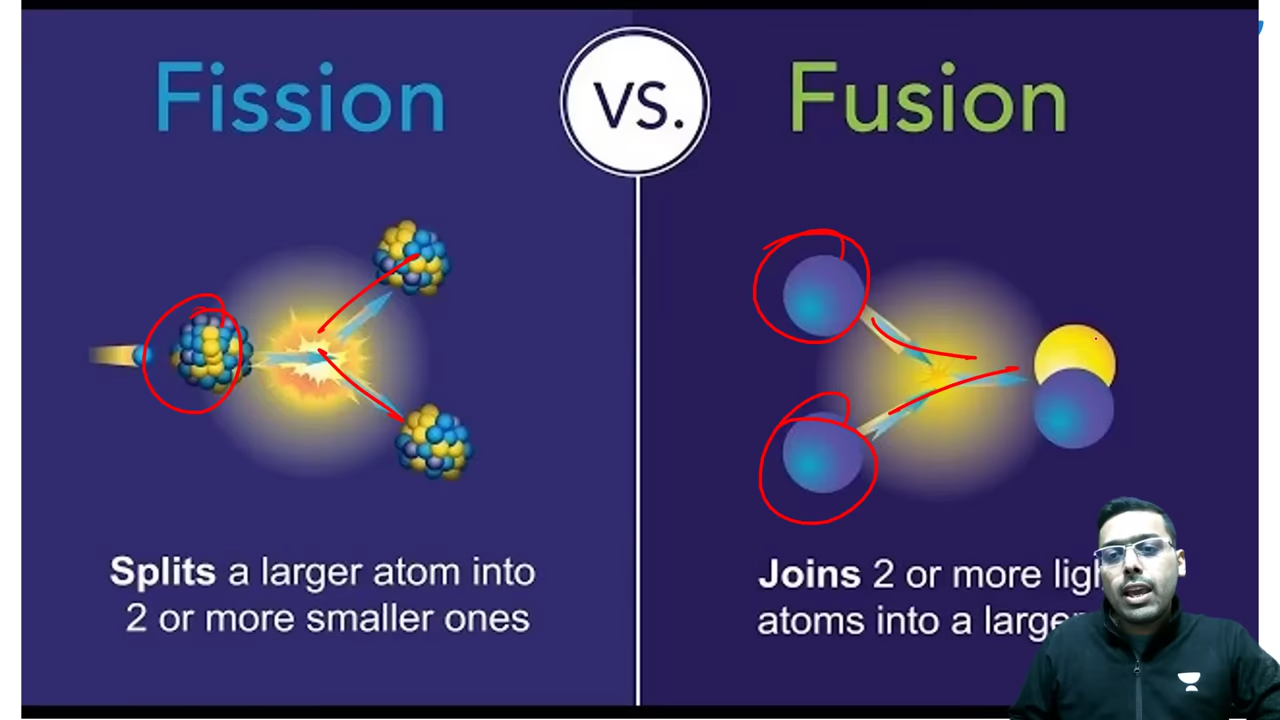 Fission
VS.
Fusion
Splits a larger atom into
2 or more smaller ones
Joins 2 or more
atoms into a